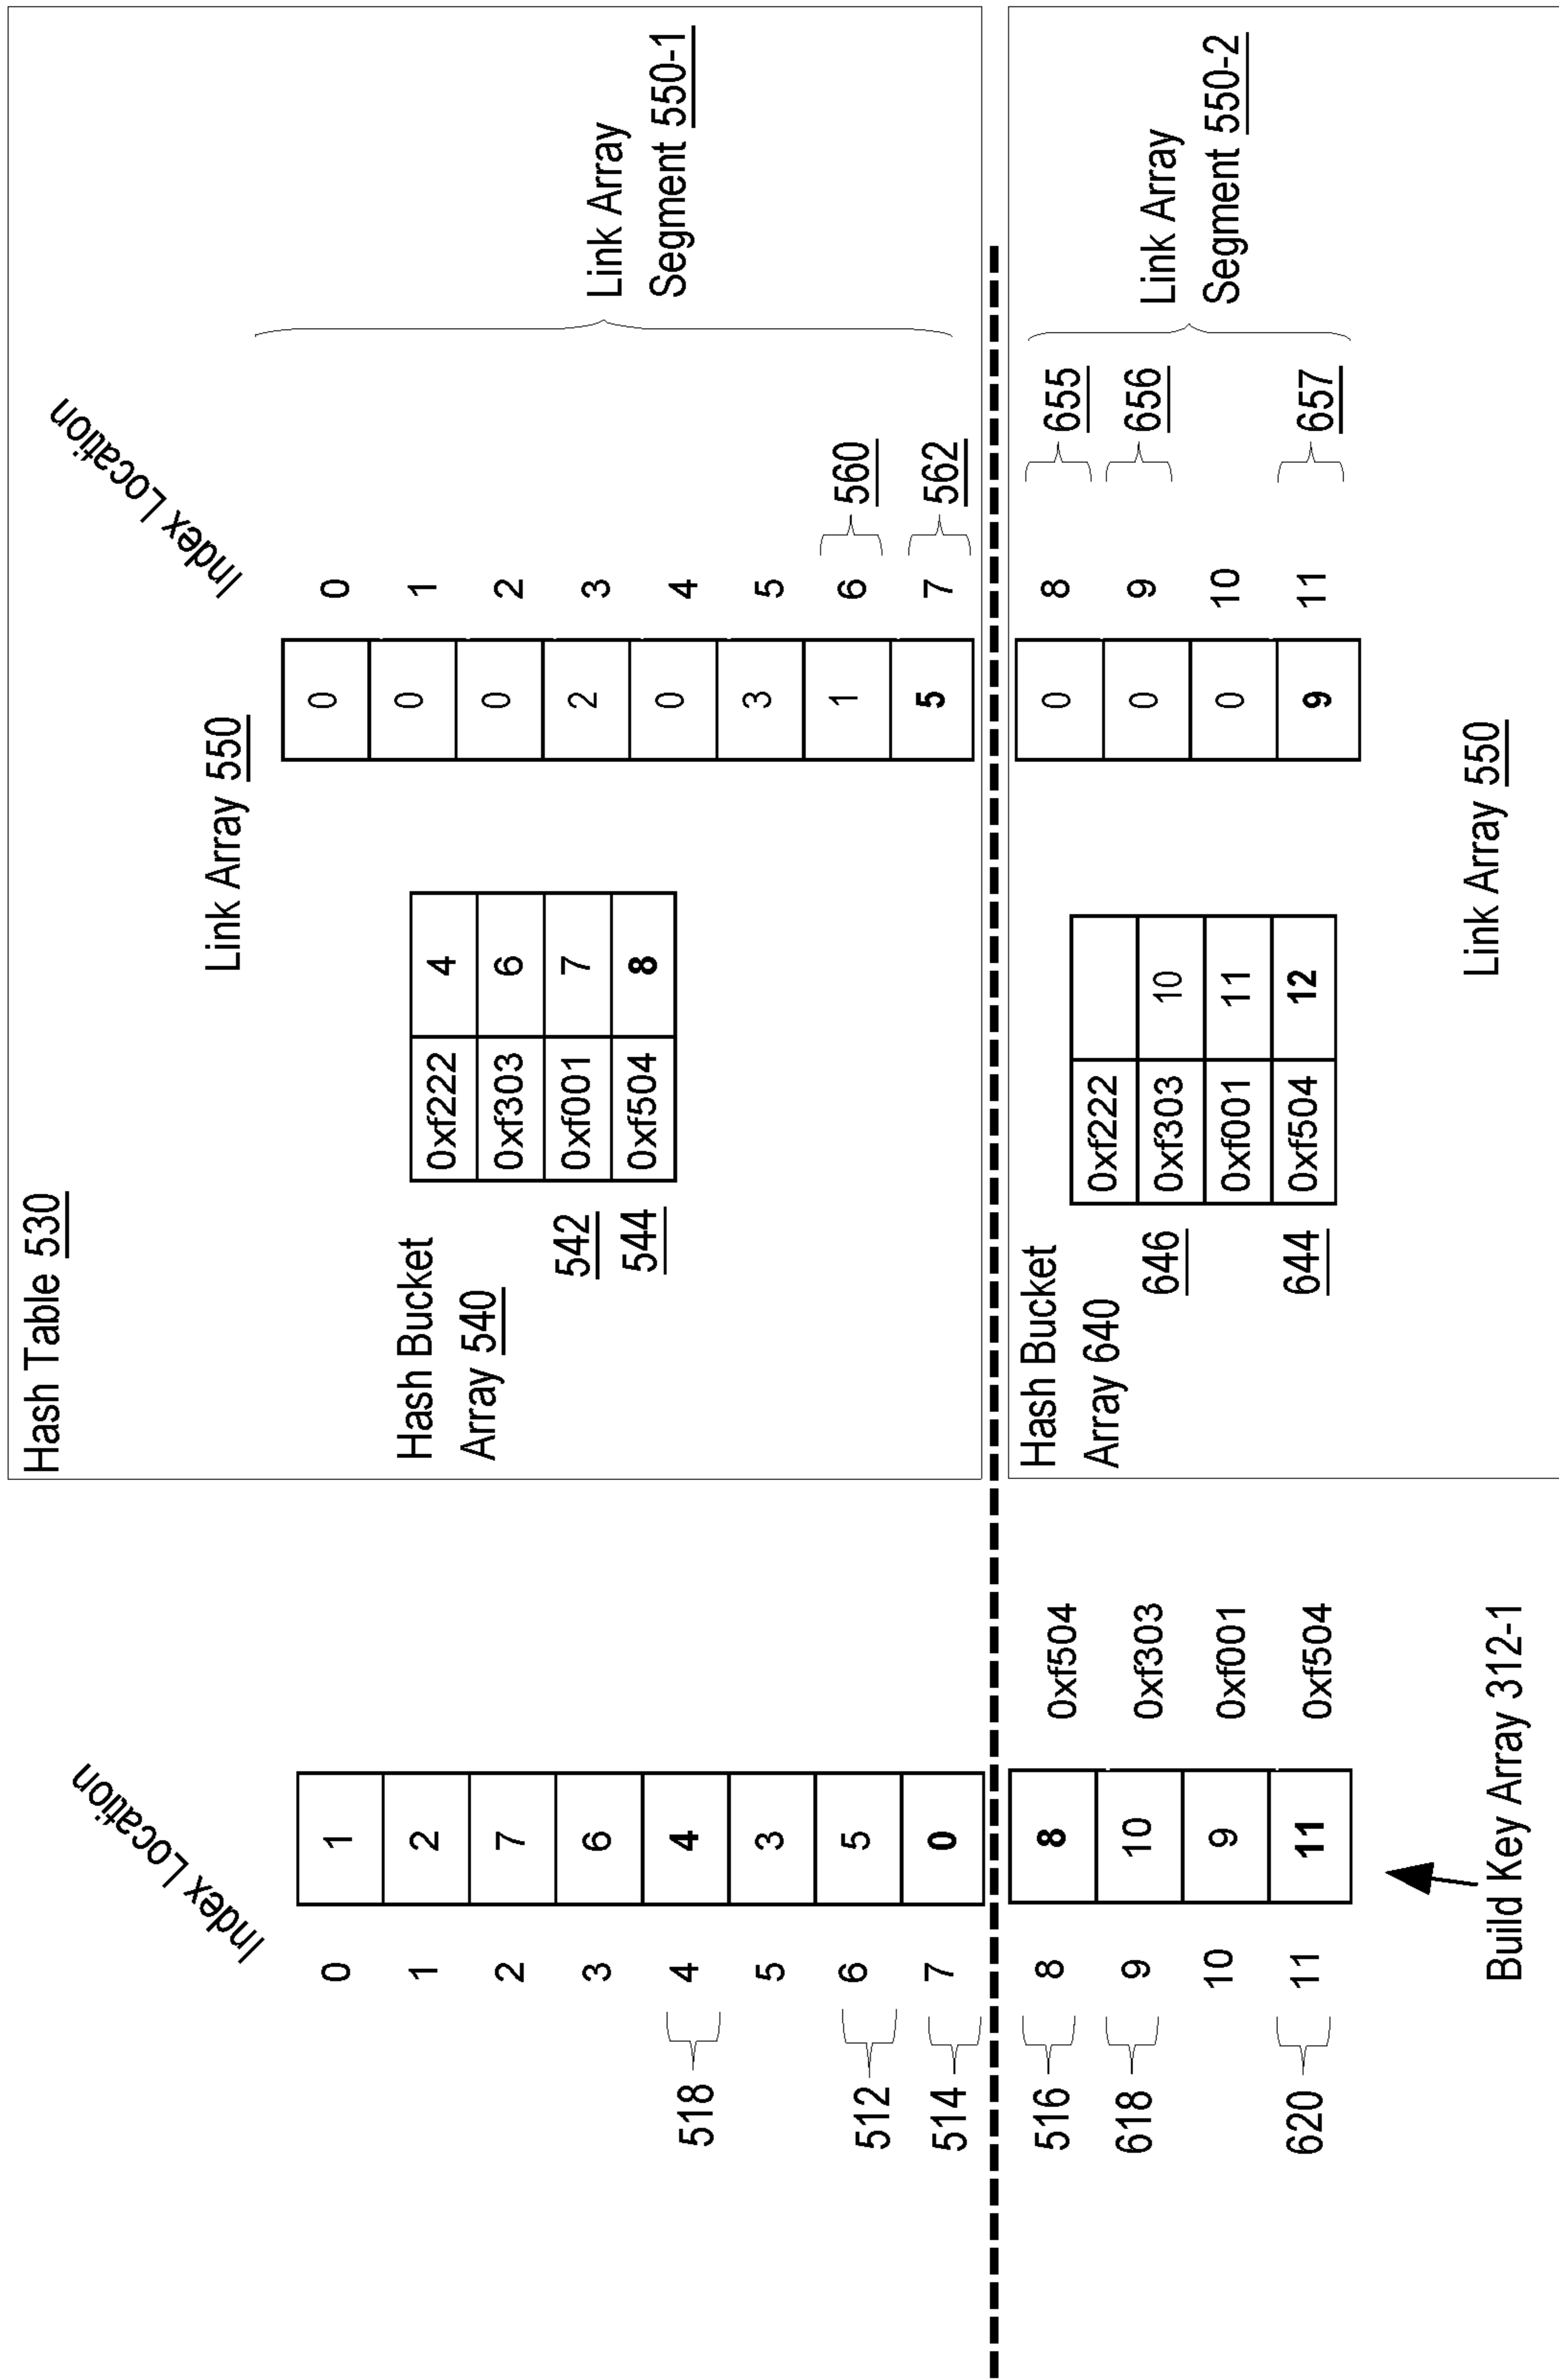 Index Location
0
1
2
3
4
5
6
7
1
2
7
6
4
3
5
0
518
512
514
Hash Table 530
Hash Bucket
Array 540
542
544
0xf222 4
0xf303 6
0xf001 7
0xf504 8
Link Array 550
Index Location
0 0
0 1
0 2
2 3
0 4
3 5
1 6
5 7
560
562
Link Array
Segment 550-1
516
618
620
8 8 0xf504
9 10 0xf303
10 9 0xf001
11 11 0xf504
Build Key Array 312-1
Hash Bucket
Array 640
646
644
0xf222
0xf303 10
0xf001 11
0xf504 12
0 8
0 9
0 10
9 11
655
656
657
Link Array
Segment 550-2
Link Array 550